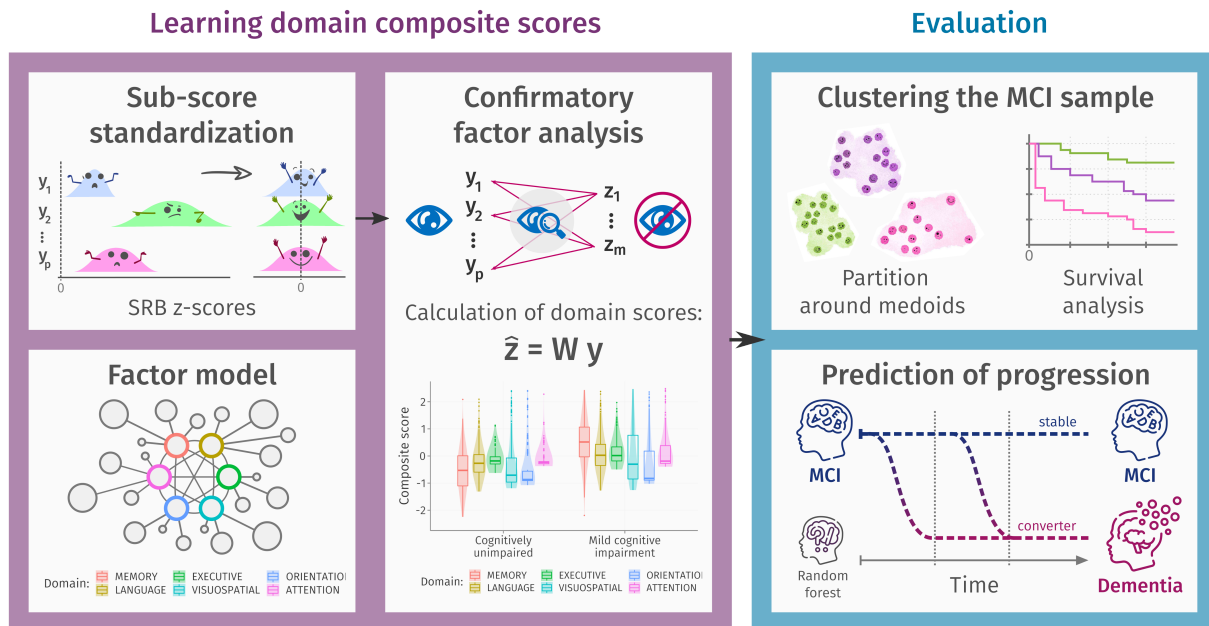 Learning domain composite scores
Evaluation
Sub-score
standardization
y1
y2
⋮
yp
0
0
SRB z-scores
Factor model
Domain:
MEMORY
EXECUTIVE
ORIENTATI
LANGUAGE
VISUOSPATIAL
ATTENTION
Confirmatory
factor analysis
y1
y2
⋮
yp
z1
⋮
zm
Calculation of domain scores:
ẑ = W y
Composite score
2
1
0
-1
-2
Cognitively
unimpaired
Mild cognitive
impairment
Domain:
MEMORY
EXECUTIVE
ORIENTATIO
LANGUAGE
VISUOSPATIAL
ATTENTION
Clustering the MCI sample
Partition
around medoids
0
Survival
analysis
Prediction of progression
MCI
stable
MCI
converter
Random
forest
Time
Dementia